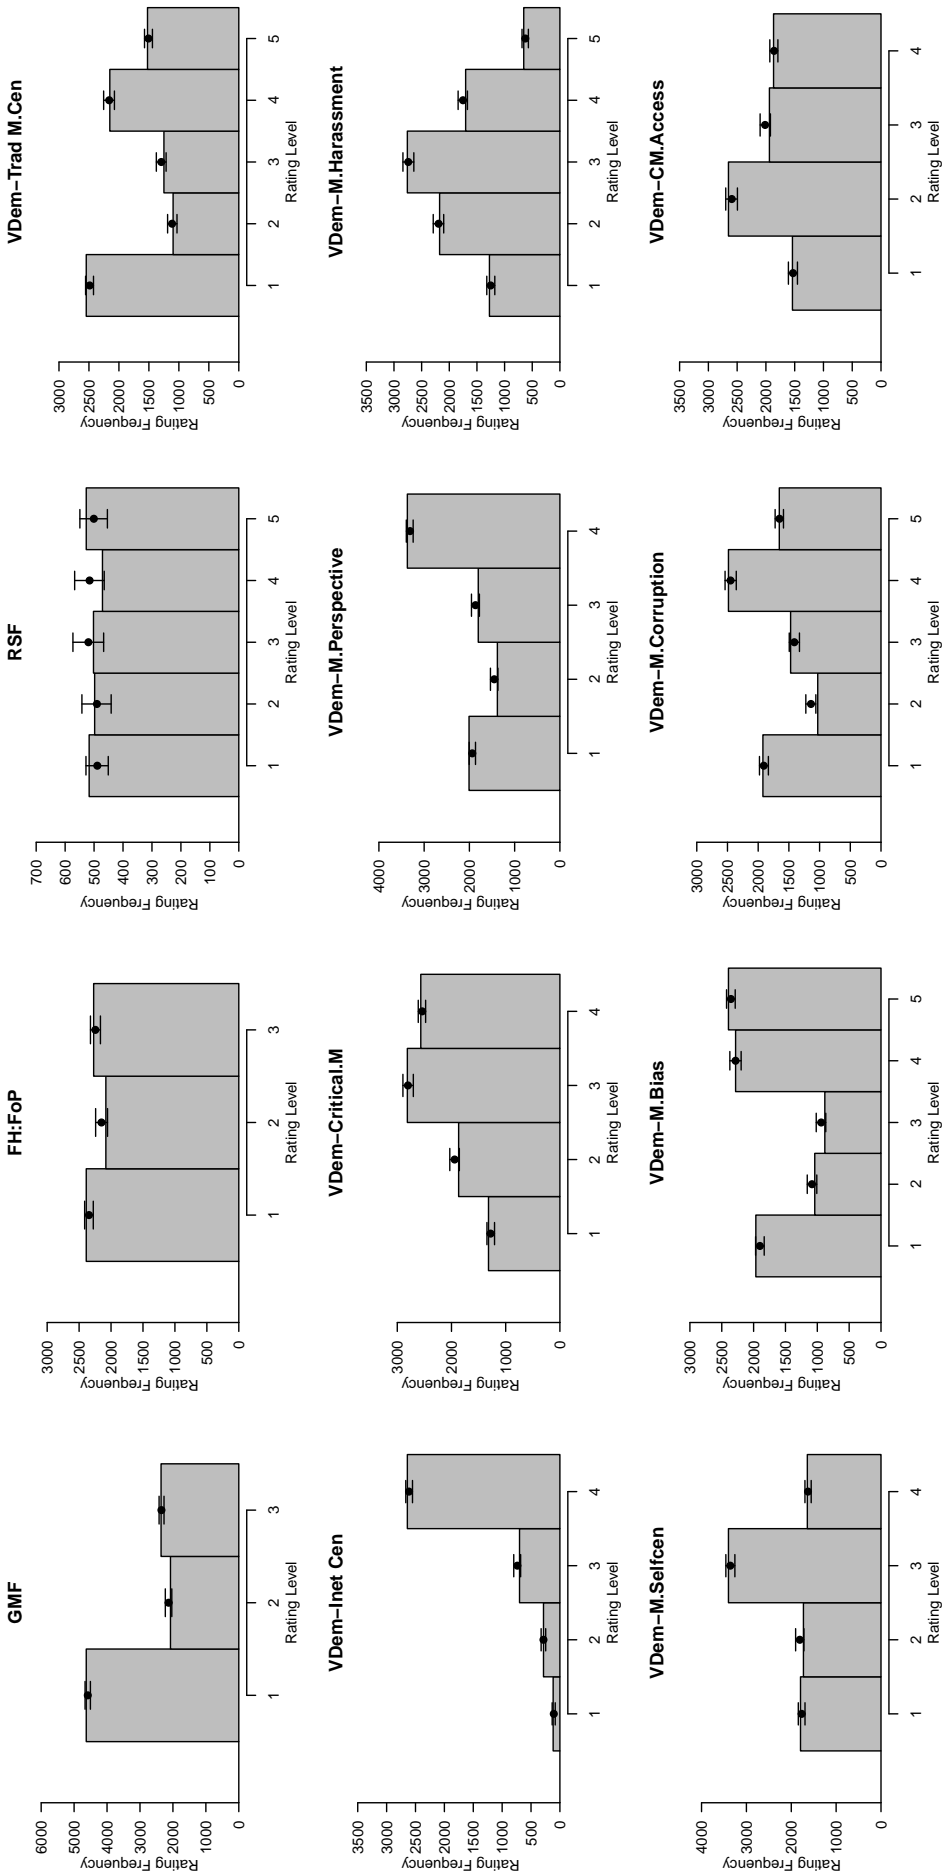 GMF
Rating Frequency
6000
5000
4000
3000
2000
1000
0
1 2 3
Rating Level
FH:FoP
Rating Frequency
3000
2500
2000
1500
1000
500
0
1 2 3
Rating Level
RSF
Rating Frequency
700
600
500
400
300
200
100
0
1 2 3 4 5
Rating Level
VDem−Trad M.Cen
Rating Frequency
3000
2500
2000
1500
1000
500
0
1 2 3 4 5
Rating Level
VDem−Inet Cen
Rating Frequency
3500
3000
2500
2000
1500
1000
500
0
1 2 3 4
Rating Level
VDem−Critical.M
Rating Frequency
3000
2000
1000
0
1 2 3 4
Rating Level
VDem−M.Perspective
Rating Frequency
4000
3000
2000
1000
0
1 2 3 4
Rating Level
VDem−M.Harassment
Rating Frequency
3500
3000
2500
2000
1500
1000
500
0
1 2 3 4 5
Rating Level
VDem−M.Selfcen
Rating Frequency
4000
3000
2000
1000
0
1 2 3 4
Rating Level
VDem−M.Bias
Rating Frequency
3000
2500
2000
1500
1000
500
0
1 2 3 4 5
Rating Level
VDem−M.Corruption
Rating Frequency
3000
2500
2000
1500
1000
500
0
1 2 3 4 5
Rating Level
VDem−CM.Access
Rating Frequency
3500
3000
2500
2000
1500
1000
500
0
1 2 3 4
Rating Level